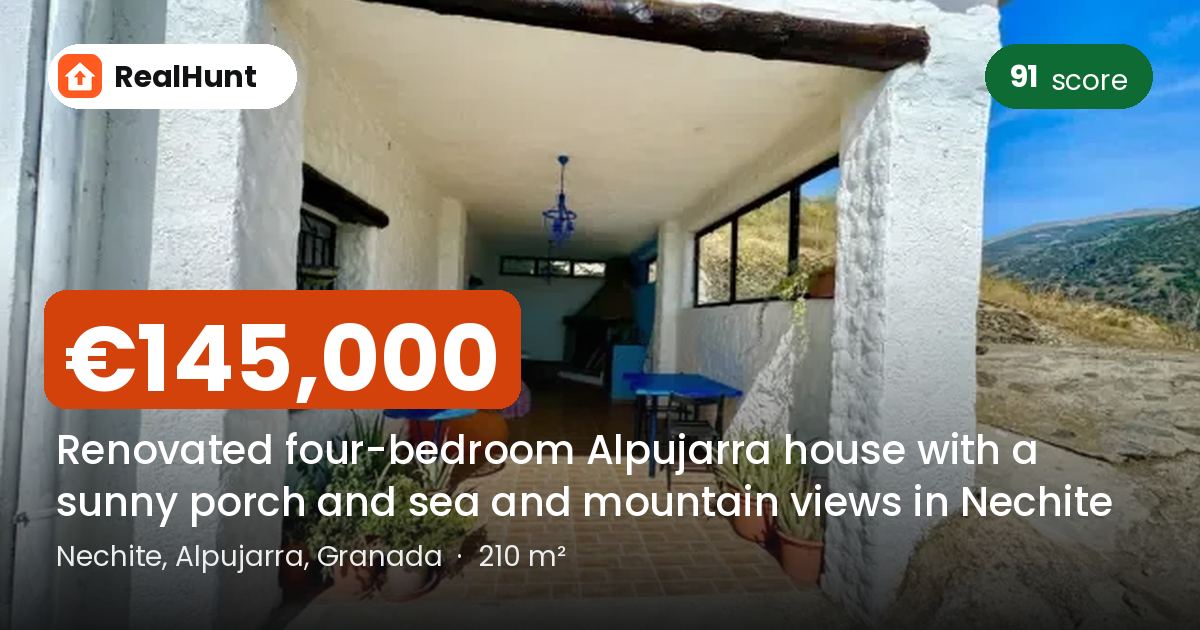 RealHunt
91 score
€145,000
Renovated four-bedroom Alpujarra house with a
sunny porch and sea and mountain views in Nechite
Nechite, Alpujarra, Granada · 210 m²